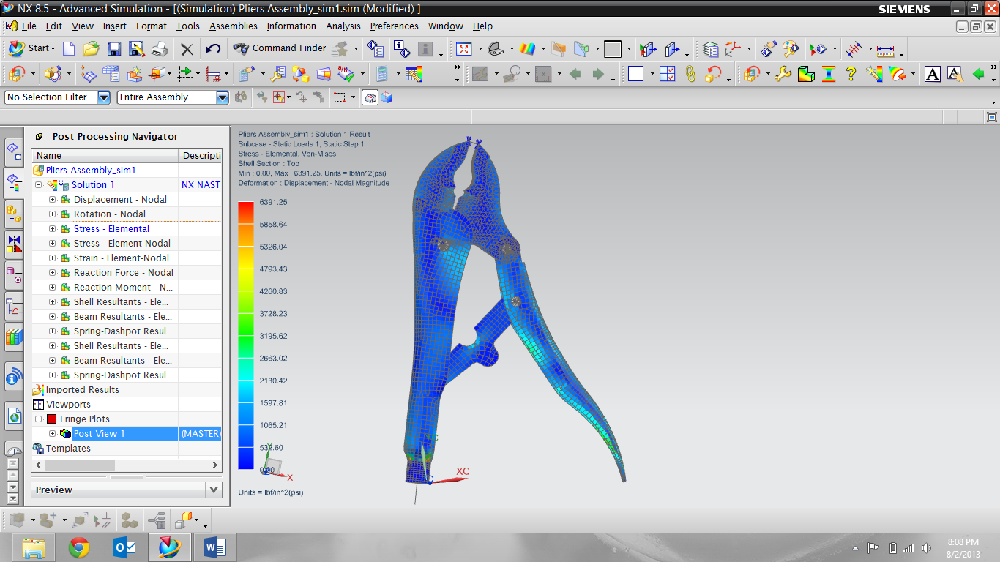 NX 8.5 - Advanced Simulation - [(Simulation) Pliers Assembly_sim1.sim (Modified) ]
SIEMENS
File Edit View Insert Format Tools Assemblies Information Analysis Preferences Window Help
Start
Command Finder
No Selection Filter
Entire Assembly
Post Processing Navigator
Name Descripti
Pliers Assembly_sim1
Solution 1 NX NAST
Displacement - Nodal
Rotation - Nodal
Stress - Elemental
Stress - Element-Nodal
Strain - Element-Nodal
Reaction Force - Nodal
Reaction Moment - N...
Shell Resultants - Ele...
Beam Resultants - Ele...
Spring-Dashpot Resul...
Shell Resultants - Ele...
Beam Resultants - Ele...
Spring-Dashpot Resul...
Imported Results
Viewports
Fringe Plots
Post View 1 (MASTER)
Templates
Preview
Pliers Assembly_sim1 : Solution 1 Result
Subcase - Static Loads 1, Static Step 1
Stress - Elemental, Von-Mises
Shell Section : Top
Min : 0.00, Max : 6391.25, Units = lbf/in^2(psi)
Deformation : Displacement - Nodal Magnitude
6391.25
5858.64
5326.04
4793.43
4260.83
3728.23
3195.62
2663.02
2130.42
1597.81
1065.21
532.60
0.00
Y
X
XC
Units = lbf/in^2(psi)
8:08 PM
8/2/2013